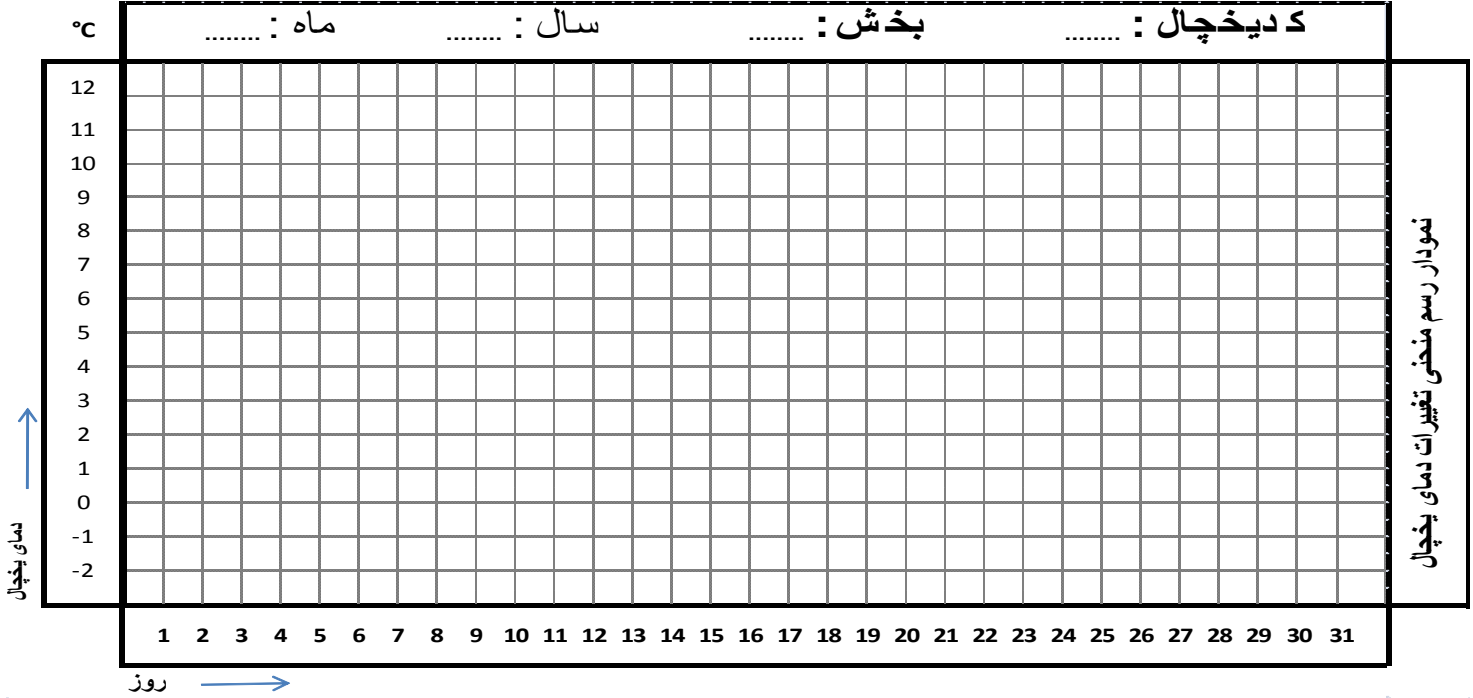 °C
کد یخچال : ........ بخش : ........ سال : ........ ماه : ........
12
11
10
9
8
7
6
5
4
3
2
1
0
-1
-2
دمای یخچال
نمودار رسم منحنی تغییرات دمای یخچال
1 2 3 4 5 6 7 8 9 10 11 12 13 14 15 16 17 18 19 20 21 22 23 24 25 26 27 28 29 30 31
روز